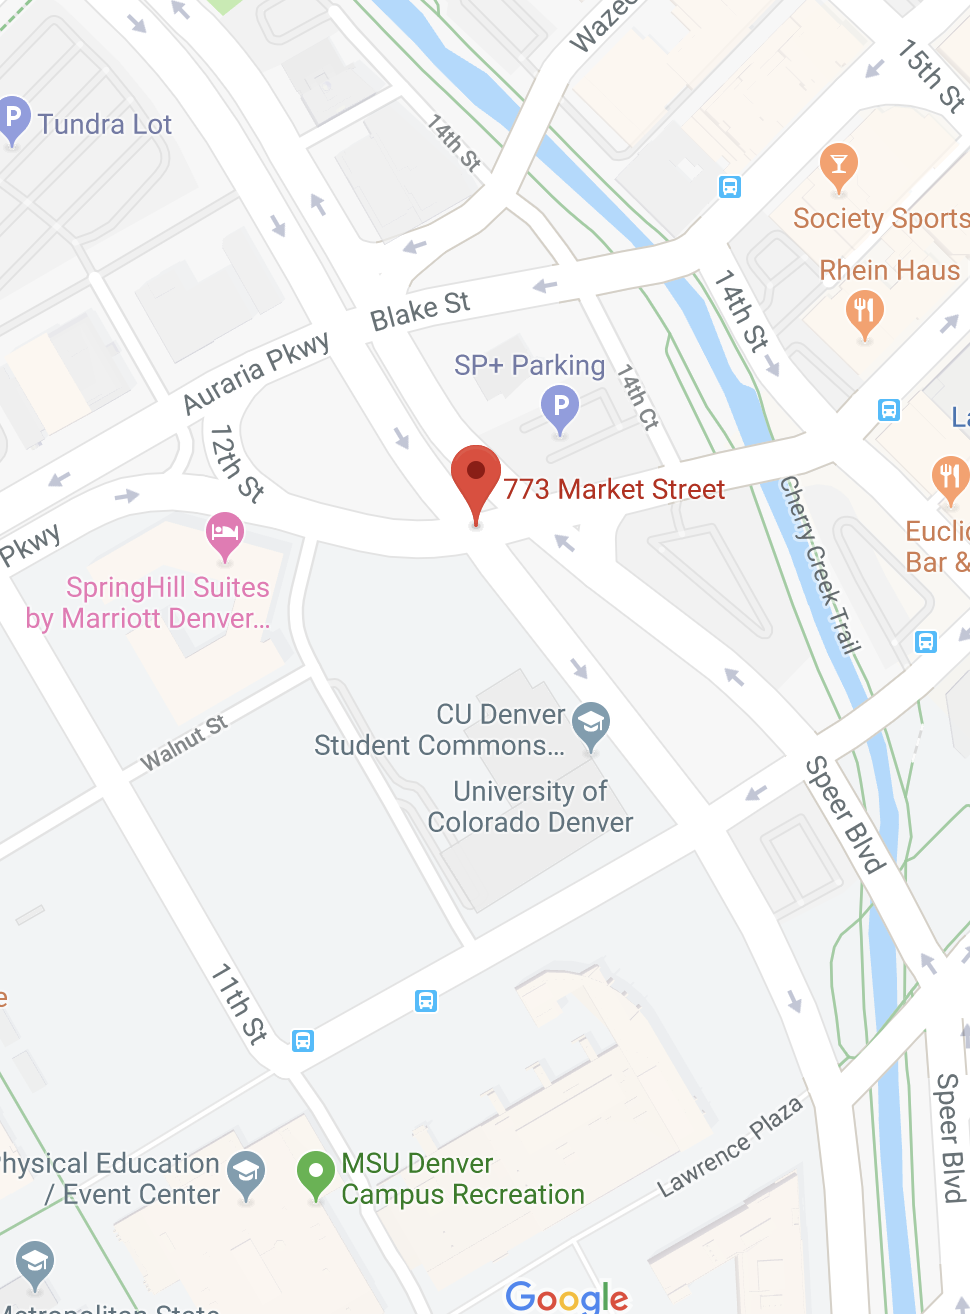 Wazee
15th St
Tundra Lot
P
14th St
Society Sports
Rhein Haus
14th St
Blake St
Auraria Pkwy
SP+ Parking
P
14th Ct
La
12th St
773 Market Street
Cherry Creek Trail
Pkwy
Euclid
Bar &
SpringHill Suites
by Marriott Denver...
CU Denver
Student Commons...
Walnut St
University of
Colorado Denver
Speer Blvd
11th St
e
Speer Blvd
Lawrence Plaza
Physical Education
/ Event Center
MSU Denver
Campus Recreation
Metropolitan State
Google